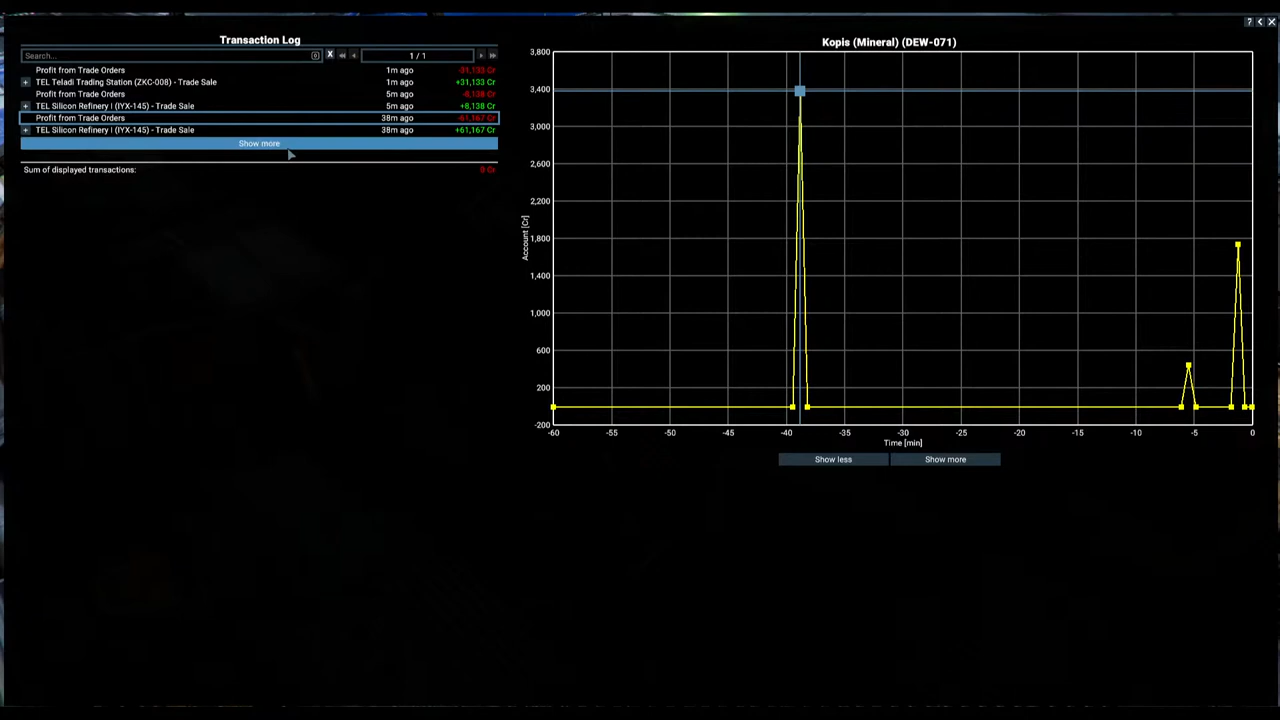 ? < X
Transaction Log
Search...
0 X 1 / 1
Profit from Trade Orders 1m ago -31,133 Cr
+ TEL Teladi Trading Station (ZKC-008) - Trade Sale 1m ago +31,133 Cr
Profit from Trade Orders 5m ago -8,138 Cr
+ TEL Silicon Refinery I (IYX-145) - Trade Sale 5m ago +8,138 Cr
Profit from Trade Orders 38m ago -61,167 Cr
+ TEL Silicon Refinery I (IYX-145) - Trade Sale 38m ago +61,167 Cr
Show more
Sum of displayed transactions: 0 Cr
Kopis (Mineral) (DEW-071)
3,800
3,400
3,000
2,600
2,200
1,800
1,400
1,000
600
200
-200
Account [Cr]
-60 -55 -50 -45 -40 -35 -30 -25 -20 -15 -10 -5 0
Time [min]
Show less Show more